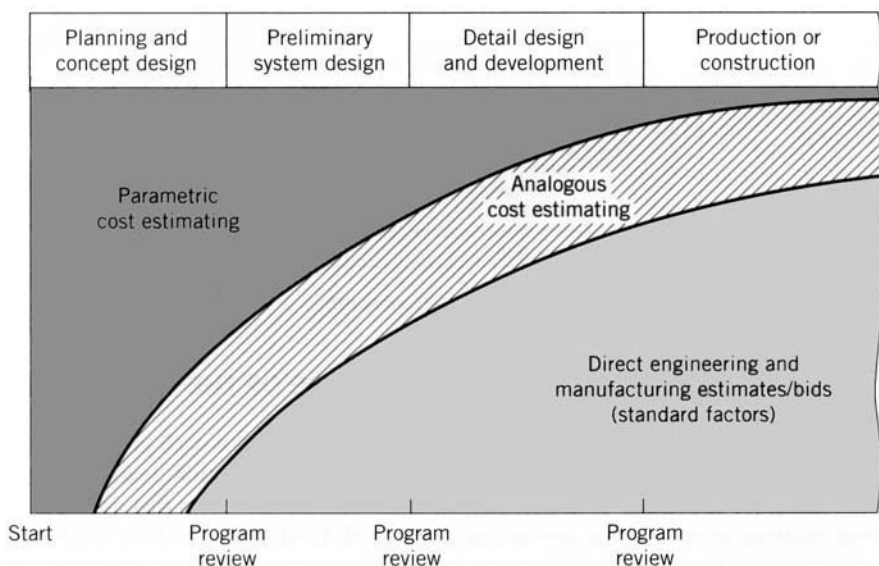 Planning and
concept design
Preliminary
system design
Detail design
and development
Production or
construction
Parametric
cost estimating
Analogous
cost estimating
Direct engineering and
manufacturing estimates/bids
(standard factors)
Start
Program
review
Program
review
Program
review